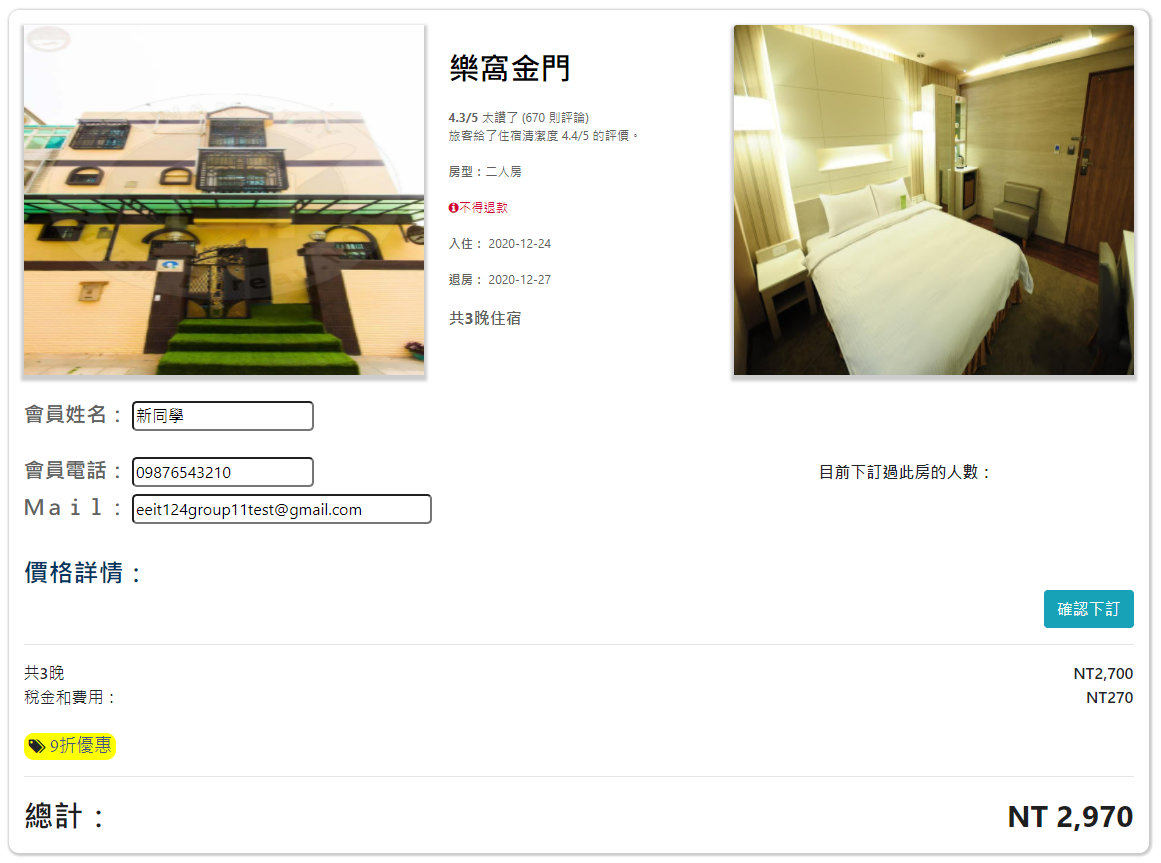 樂窩金門
4.3/5 太讚了 (670 則評論)
旅客給了住宿清潔度 4.4/5 的評價。
房型：二人房
不得退款
入住： 2020-12-24
退房： 2020-12-27
共3晚住宿
會員姓名： 新同學
會員電話： 09876543210
目前下訂過此房的人數：
Ｍａｉｌ： eeit124group11test@gmail.com
價格詳情：
確認下訂
共3晚 NT2,700
稅金和費用： NT270
9折優惠
總計： NT 2,970